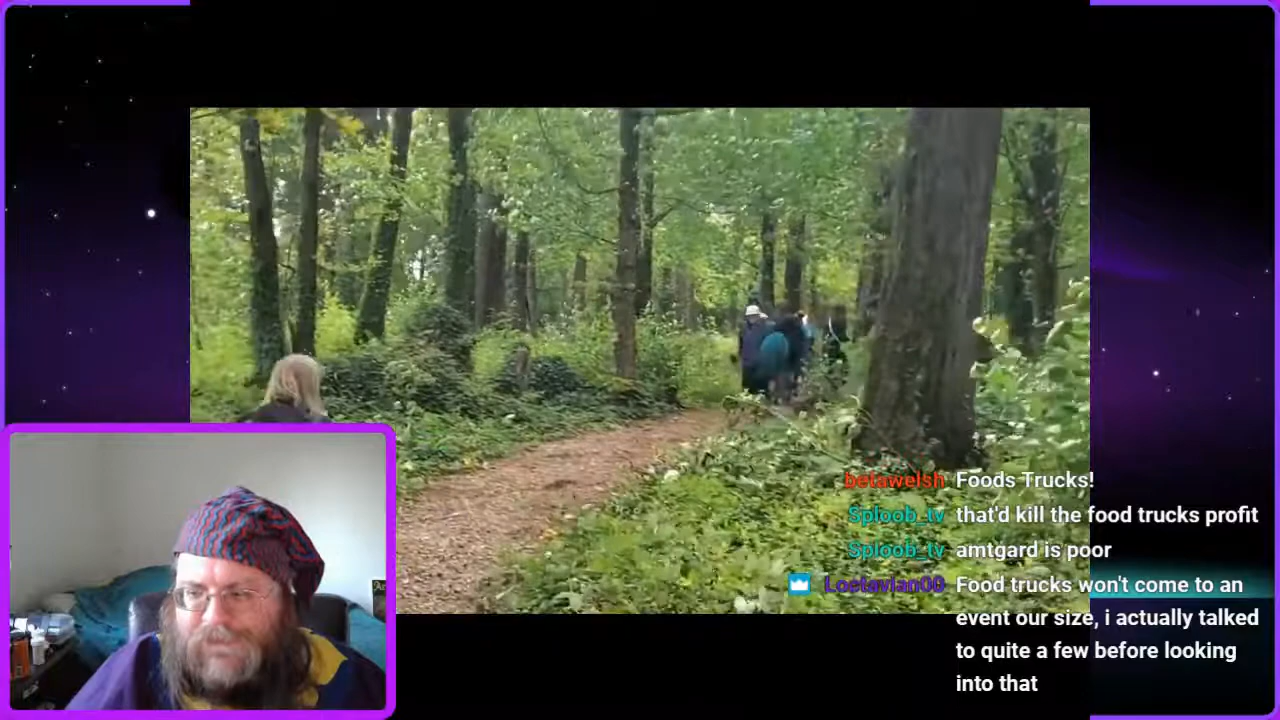 betawelsh Foods Trucks!
Sploob_tv that'd kill the food trucks profit
Sploob_tv amtgard is poor
Loctavian00 Food trucks won't come to an
event our size, i actually talked
to quite a few before looking
into that